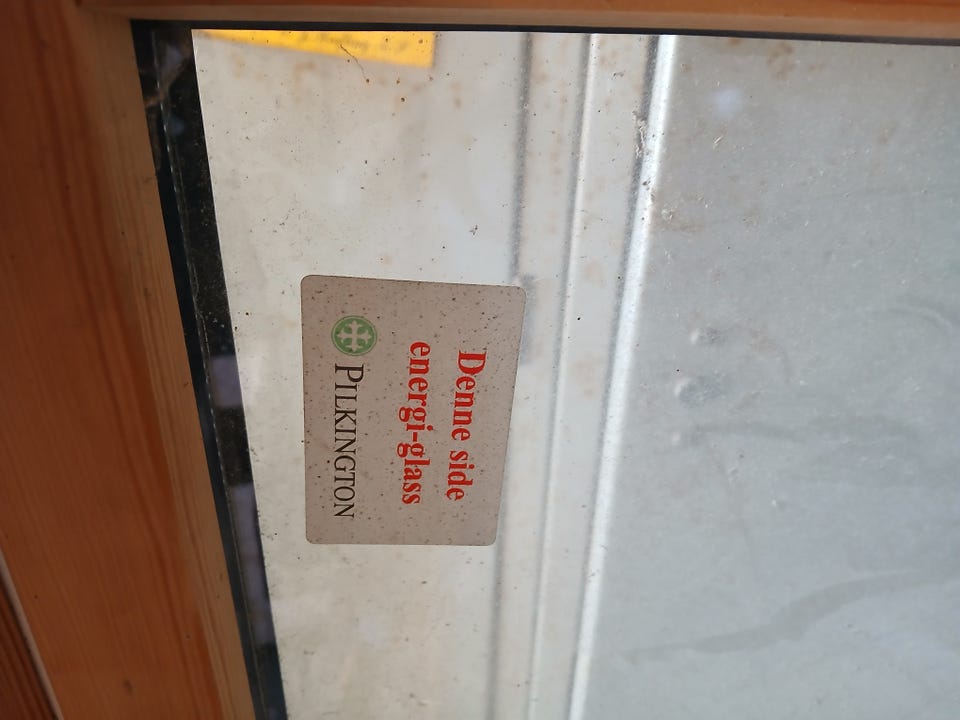 Denne side
energi-glass
PILKINGTON